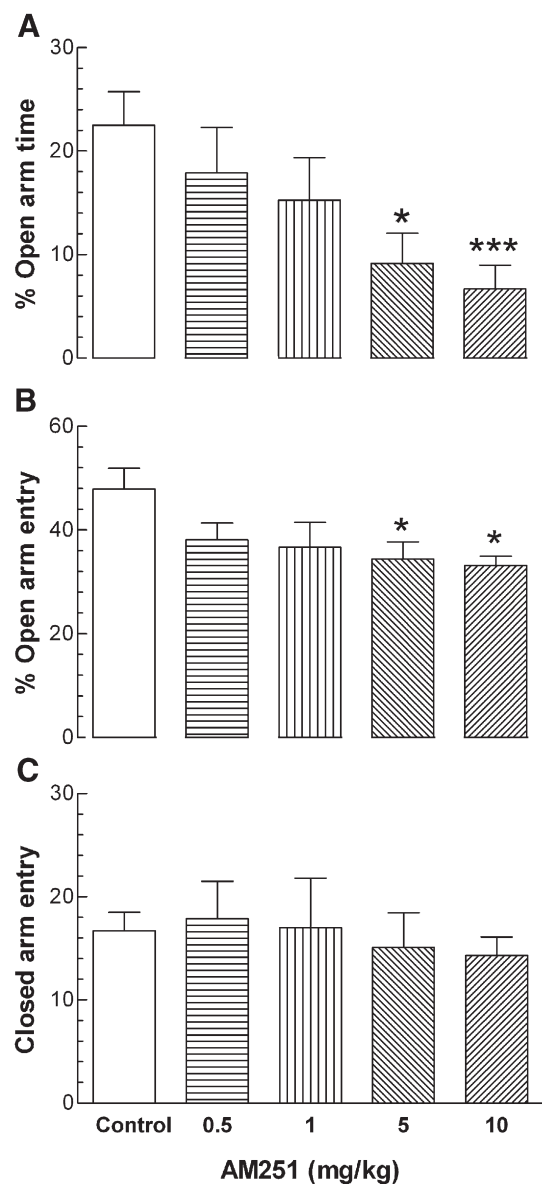 A
30
20
10
0
% Open arm time
*
***
B
60
40
20
0
% Open arm entry
*
*
C
30
20
10
0
Closed arm entry
Control 0.5 1 5 10
AM251 (mg/kg)